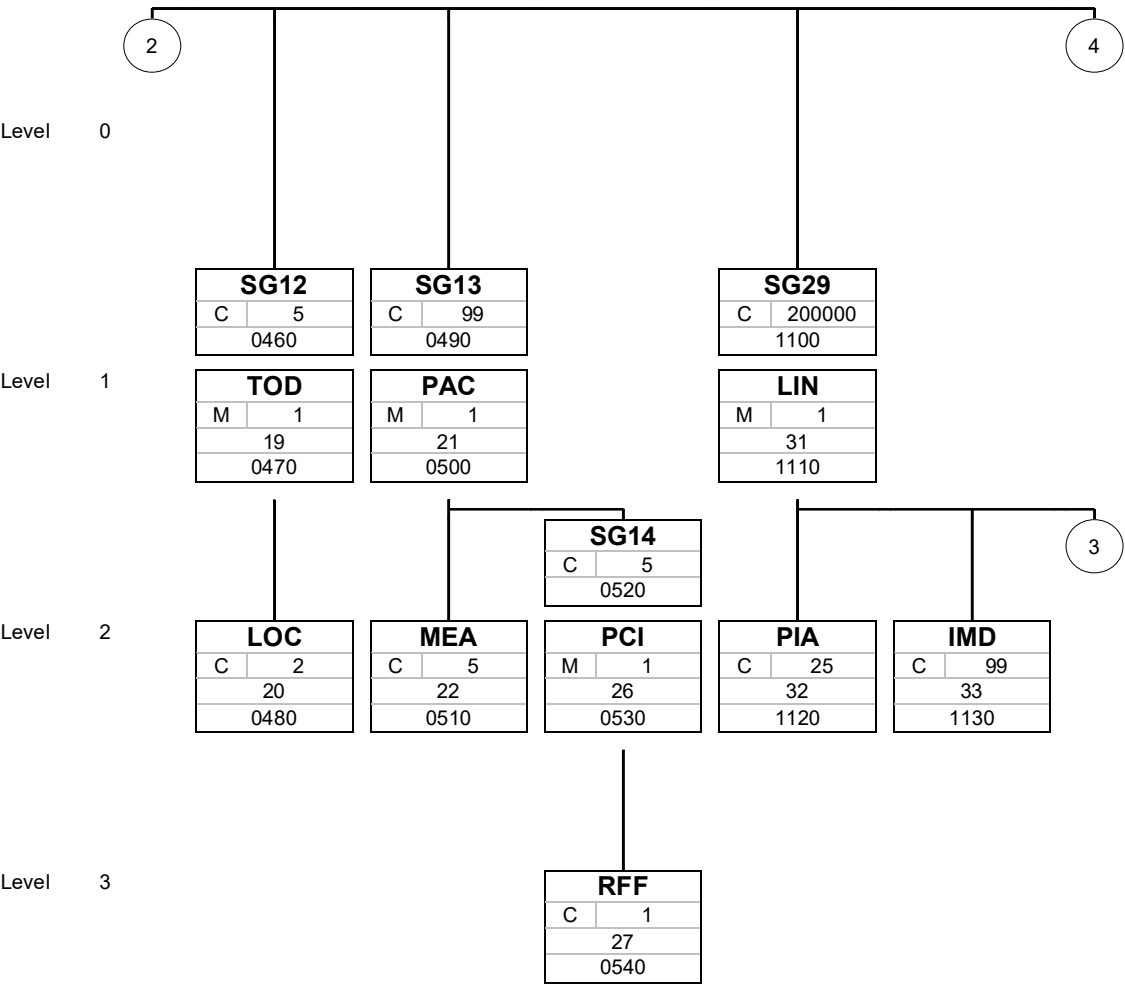 2
4
Level 0
SG12
C 5
0460
SG13
C 99
0490
SG29
C 200000
1100
Level 1
TOD
M 1
19
0470
PAC
M 1
21
0500
LIN
M 1
31
1110
SG14
C 5
0520
3
Level 2
LOC
C 2
20
0480
MEA
C 5
22
0510
PCI
M 1
26
0530
PIA
C 25
32
1120
IMD
C 99
33
1130
Level 3
RFF
C 1
27
0540